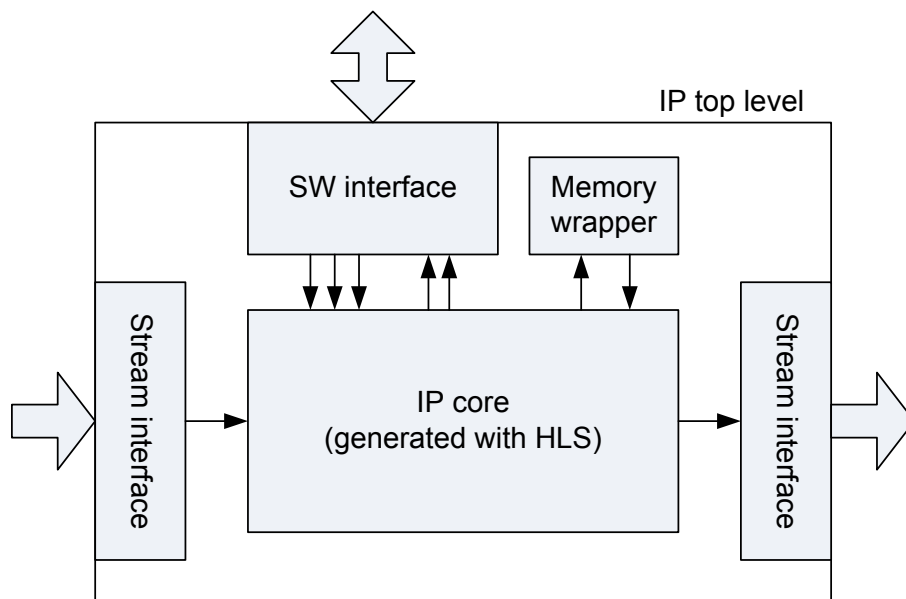 IP top level
SW interface
Memory
wrapper
Stream interface
IP core
(generated with HLS)
Stream interface